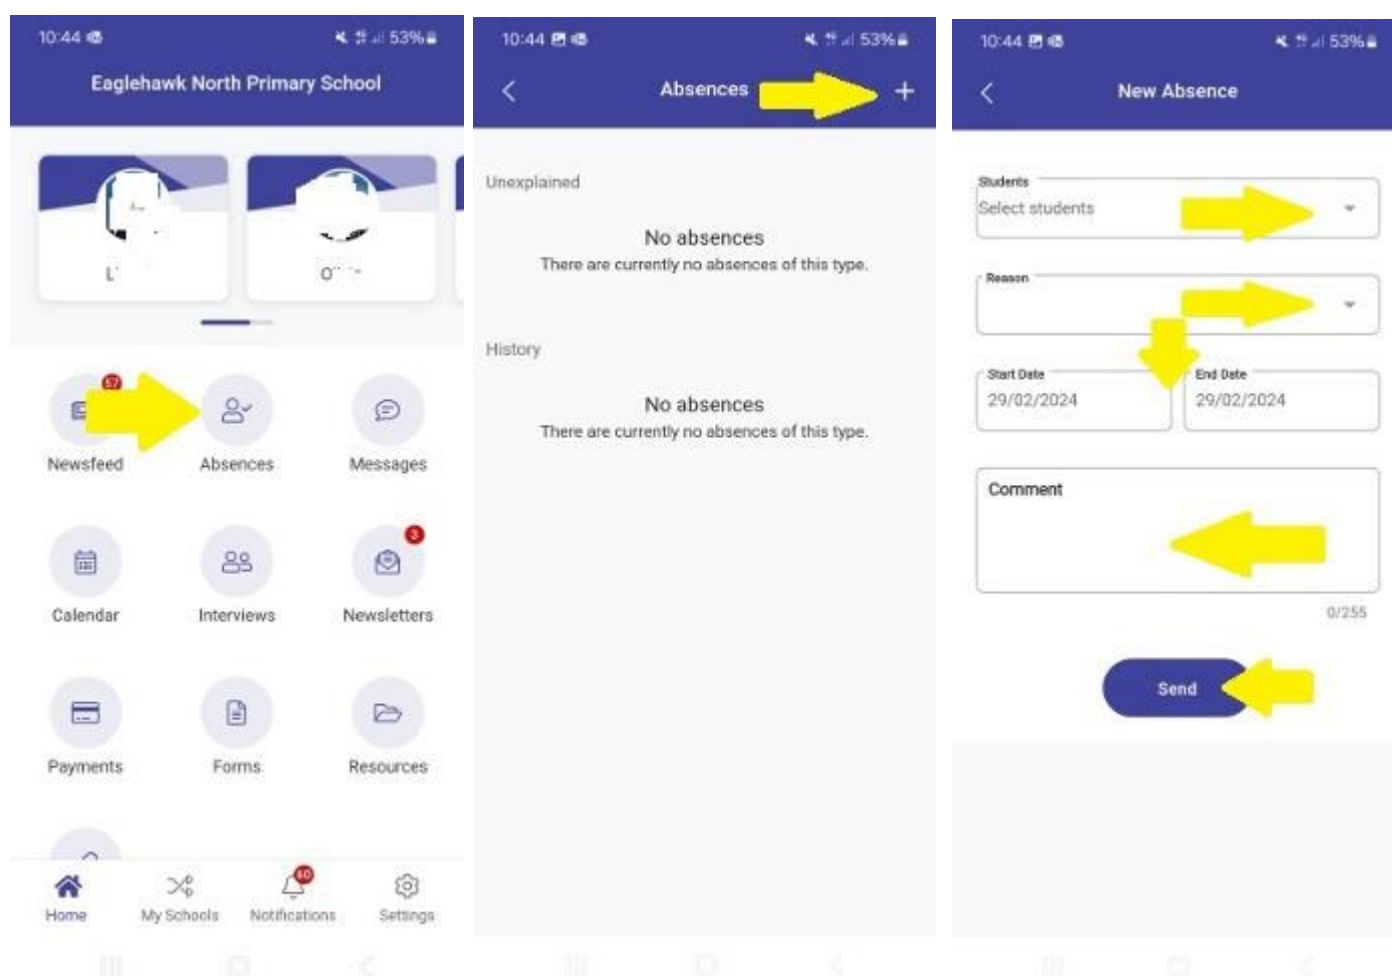 10:44
53%
Eaglehawk North Primary School
57
Newsfeed
Absences
Messages
3
Calendar
Interviews
Newsletters
Payments
Forms
Resources
60
Home
My Schools
Notifications
Settings
10:44
53%
Absences
+
Unexplained
No absences
There are currently no absences of this type.
History
No absences
There are currently no absences of this type.
10:44
53%
New Absence
Students
Select students
Reason
Start Date
29/02/2024
End Date
29/02/2024
Comment
0/255
Send